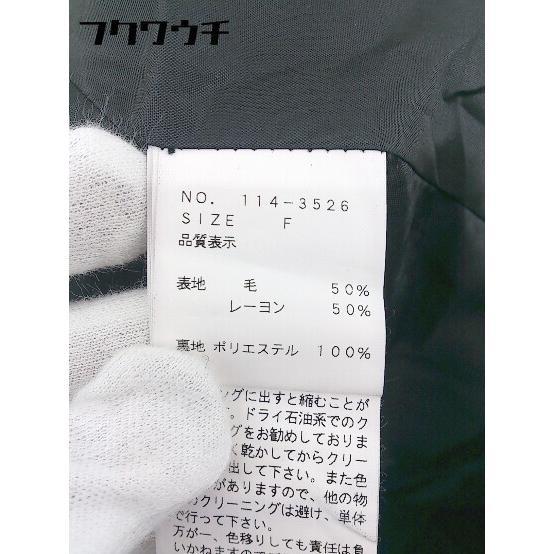 フクワウチ
NO. 114-3526
SIZE F
品質表示
表地 毛 50%
レーヨン 50%
裏地 ポリエステル 100%
ングに出すと縮むことが
。ドライ石油系でのク
グをお勧めしておりま
く乾かしてからクリー
出して下さい。また色
がありますので、他の物
のクリーニングは避け、単体
で行って下さい。
万が一、色移りしても責任は負
いかねますので